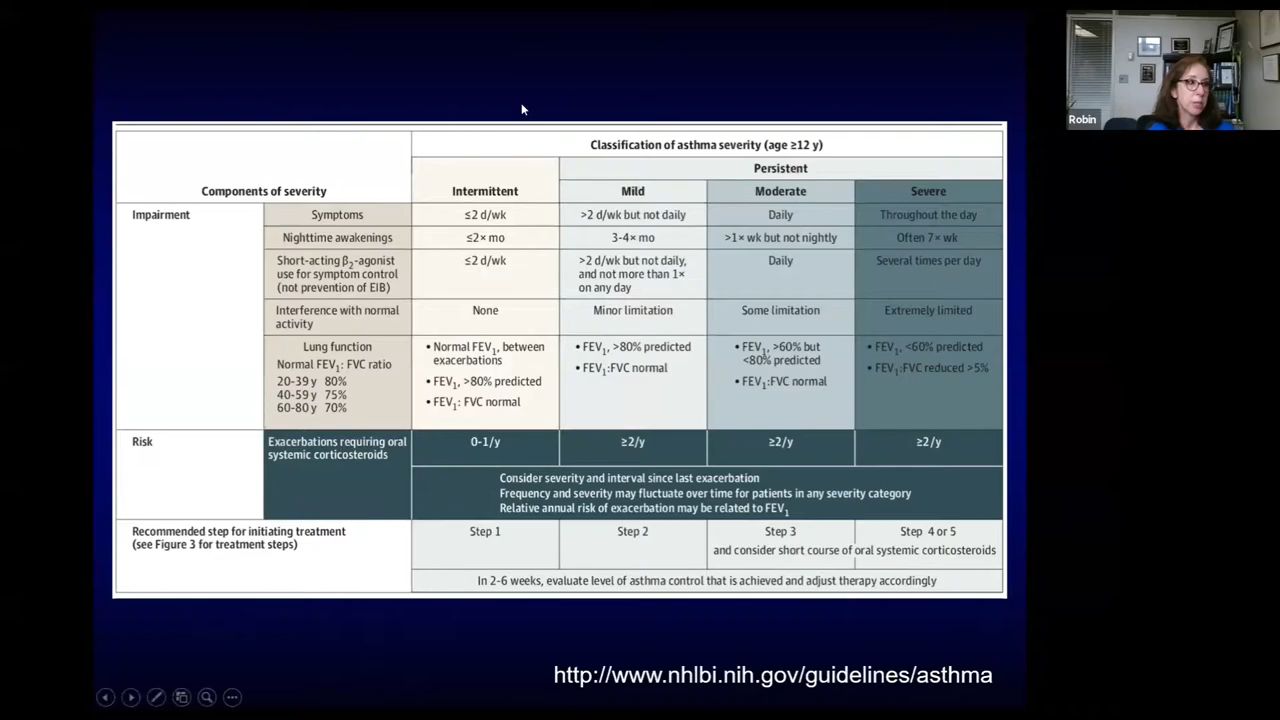 Robin
Classification of asthma severity (age ≥12 y)
Persistent
Components of severity
Intermittent
Mild
Moderate
Severe
Impairment
Symptoms
≤2 d/wk
>2 d/wk but not daily
Daily
Throughout the day
Nighttime awakenings
≤2× mo
3-4× mo
>1× wk but not nightly
Often 7× wk
Short-acting β2-agonist
use for symptom control
(not prevention of EIB)
≤2 d/wk
>2 d/wk but not daily,
and not more than 1×
on any day
Daily
Several times per day
Interference with normal
activity
None
Minor limitation
Some limitation
Extremely limited
Lung function
Normal FEV1: FVC ratio
20-39 y 80%
40-59 y 75%
60-80 y 70%
• Normal FEV1, between
exacerbations
• FEV1, >80% predicted
• FEV1: FVC normal
• FEV1, >80% predicted
• FEV1:FVC normal
• FEV1, >60% but
<80% predicted
• FEV1:FVC normal
• FEV1, <60% predicted
• FEV1:FVC reduced >5%
Risk
Exacerbations requiring oral
systemic corticosteroids
0-1/y
≥2/y
≥2/y
≥2/y
Consider severity and interval since last exacerbation
Frequency and severity may fluctuate over time for patients in any severity category
Relative annual risk of exacerbation may be related to FEV1
Recommended step for initiating treatment
(see Figure 3 for treatment steps)
Step 1
Step 2
Step 3
Step 4 or 5
and consider short course of oral systemic corticosteroids
In 2-6 weeks, evaluate level of asthma control that is achieved and adjust therapy accordingly
http://www.nhlbi.nih.gov/guidelines/asthma